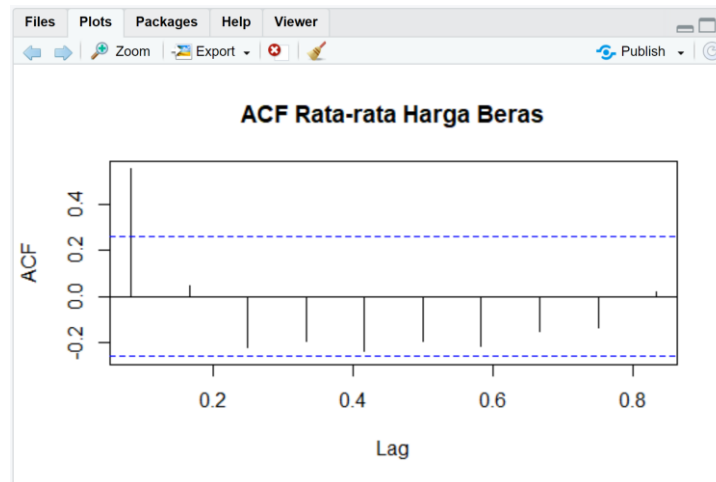 Files Plots Packages Help Viewer
Zoom Export Publish
ACF Rata-rata Harga Beras
ACF
0.4
0.2
0.0
-0.2
0.2 0.4 0.6 0.8
Lag